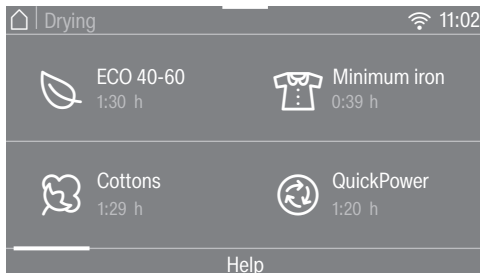 Drying 11:02
ECO 40-60
1:30 h
Minimum iron
0:39 h
Cottons
1:29 h
QuickPower
1:20 h
Help